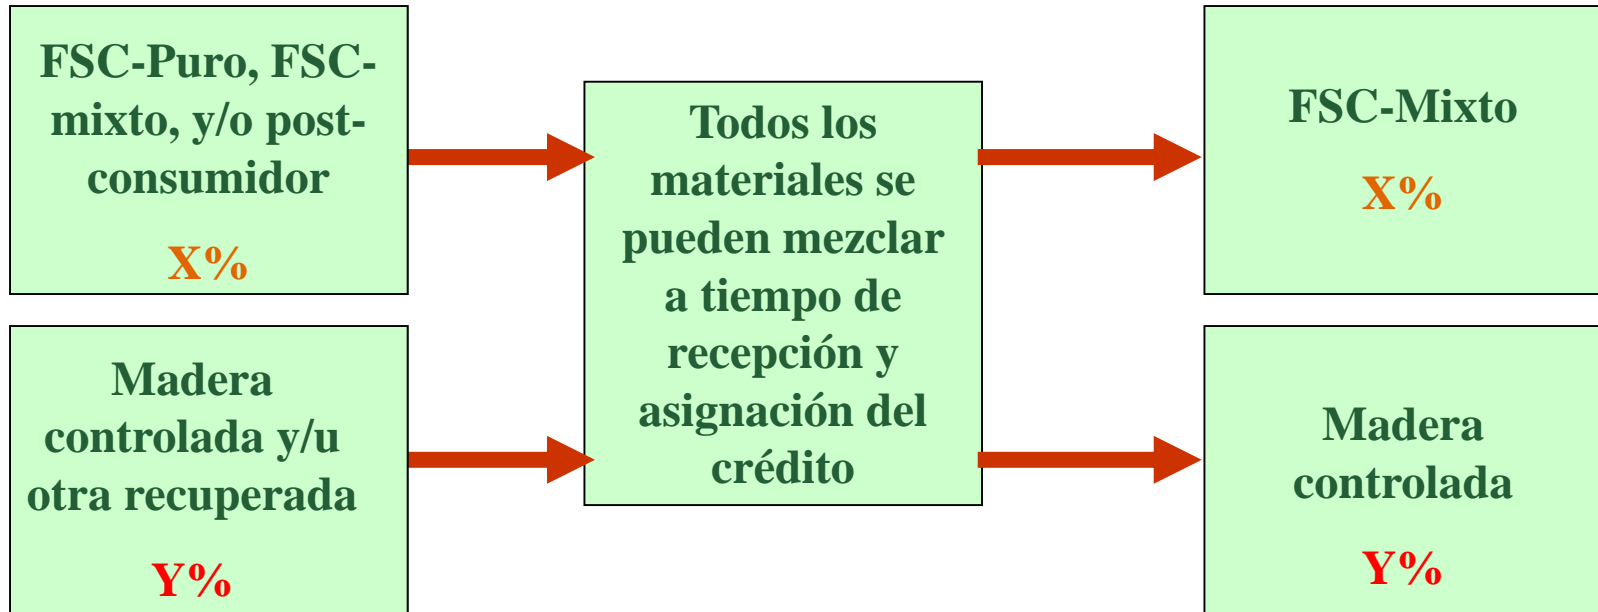 FSC-Puro, FSC-
mixto, y/o post-
consumidor
X%
Madera
controlada y/u
otra recuperada
Y%
Todos los
materiales se
pueden mezclar
a tiempo de
recepción y
asignación del
crédito
FSC-Mixto
X%
Madera
controlada
Y%